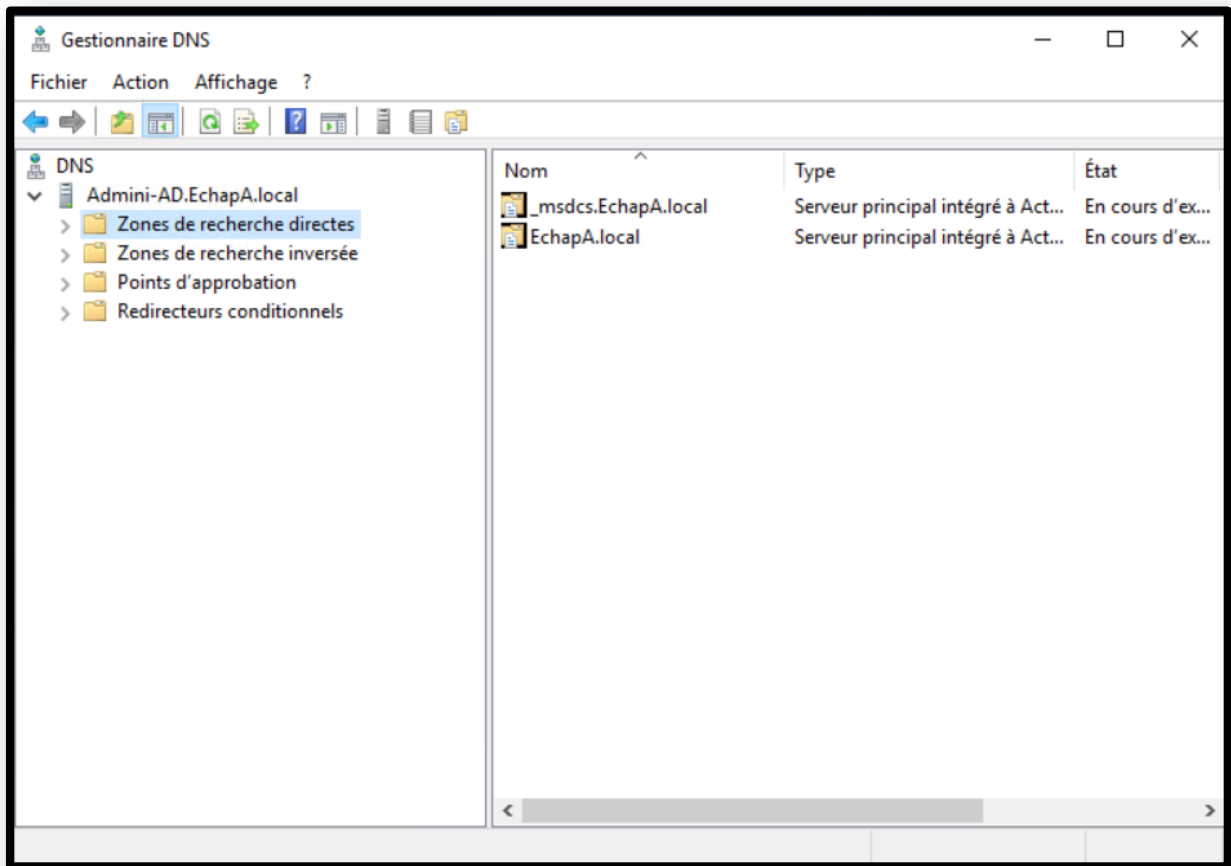 Gestionnaire DNS
Fichier Action Affichage ?
DNS
Admini-AD.EchapA.local
Zones de recherche directes
Zones de recherche inversée
Points d'approbation
Redirecteurs conditionnels
Nom Type État
_msdcs.EchapA.local Serveur principal intégré à Act... En cours d'ex...
EchapA.local Serveur principal intégré à Act... En cours d'ex...